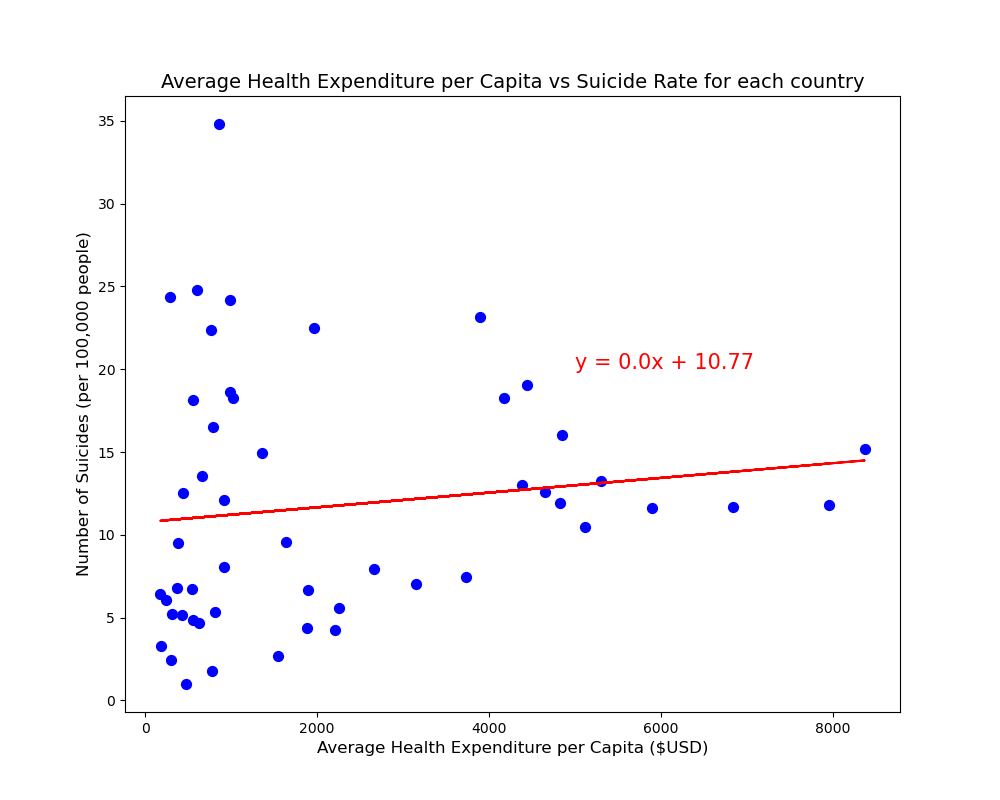 Average Health Expenditure per Capita vs Suicide Rate for each country
Number of Suicides (per 100,000 people)
35
30
25
20
15
10
5
0
y = 0.0x + 10.77
0 2000 4000 6000 8000
Average Health Expenditure per Capita ($USD)